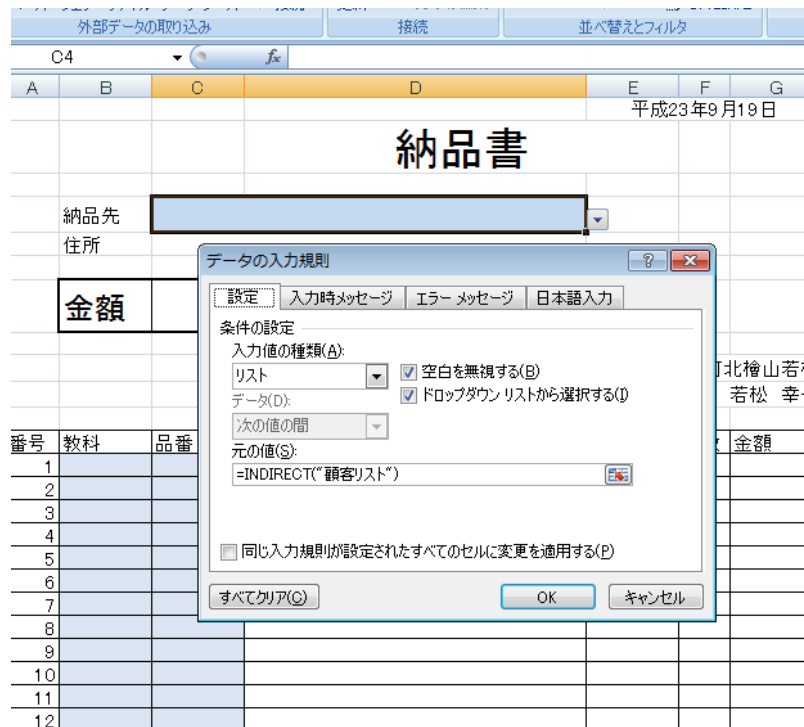 外部データの取り込み 接続 並べ替えとフィルタ
C4 fx
A B C D E F G
平成23年9月19日
納品書
納品先
住所
データの入力規則
設定 入力時メッセージ エラー メッセージ 日本語入力
金額
条件の設定
入力値の種類(A):
リスト 空白を無視する(B)
北檜山若
データ(D): ドロップダウン リストから選択する(I)
若松 幸
次の値の間
番号 教科 品番 元の値(S): 金額
1 =INDIRECT("顧客リスト")
2
3
4 同じ入力規則が設定されたすべてのセルに変更を適用する(P)
5
6 すべてクリア(C) OK キャンセル
7
8
9
10
11
12